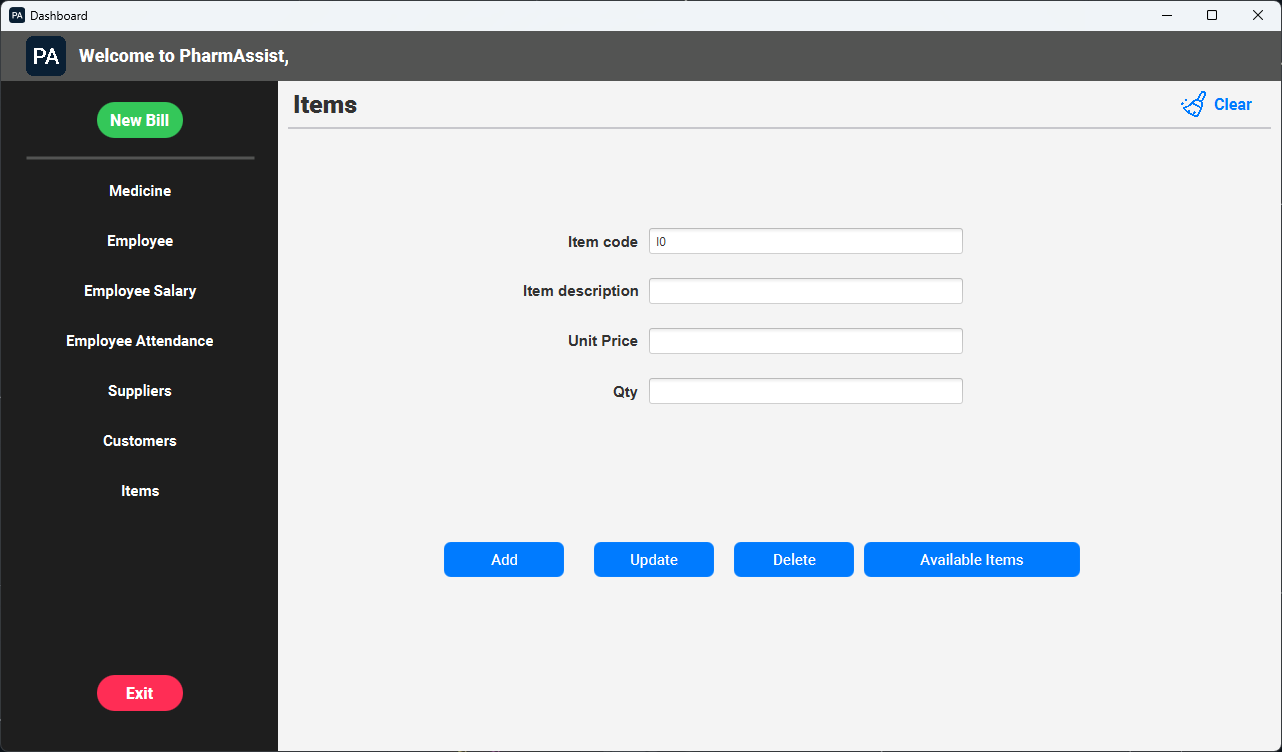 PA Dashboard
PA Welcome to PharmAssist,
New Bill
Medicine
Employee
Employee Salary
Employee Attendance
Suppliers
Customers
Items
Exit
Items
Clear
Item code I0
Item description
Unit Price
Qty
Add Update Delete Available Items